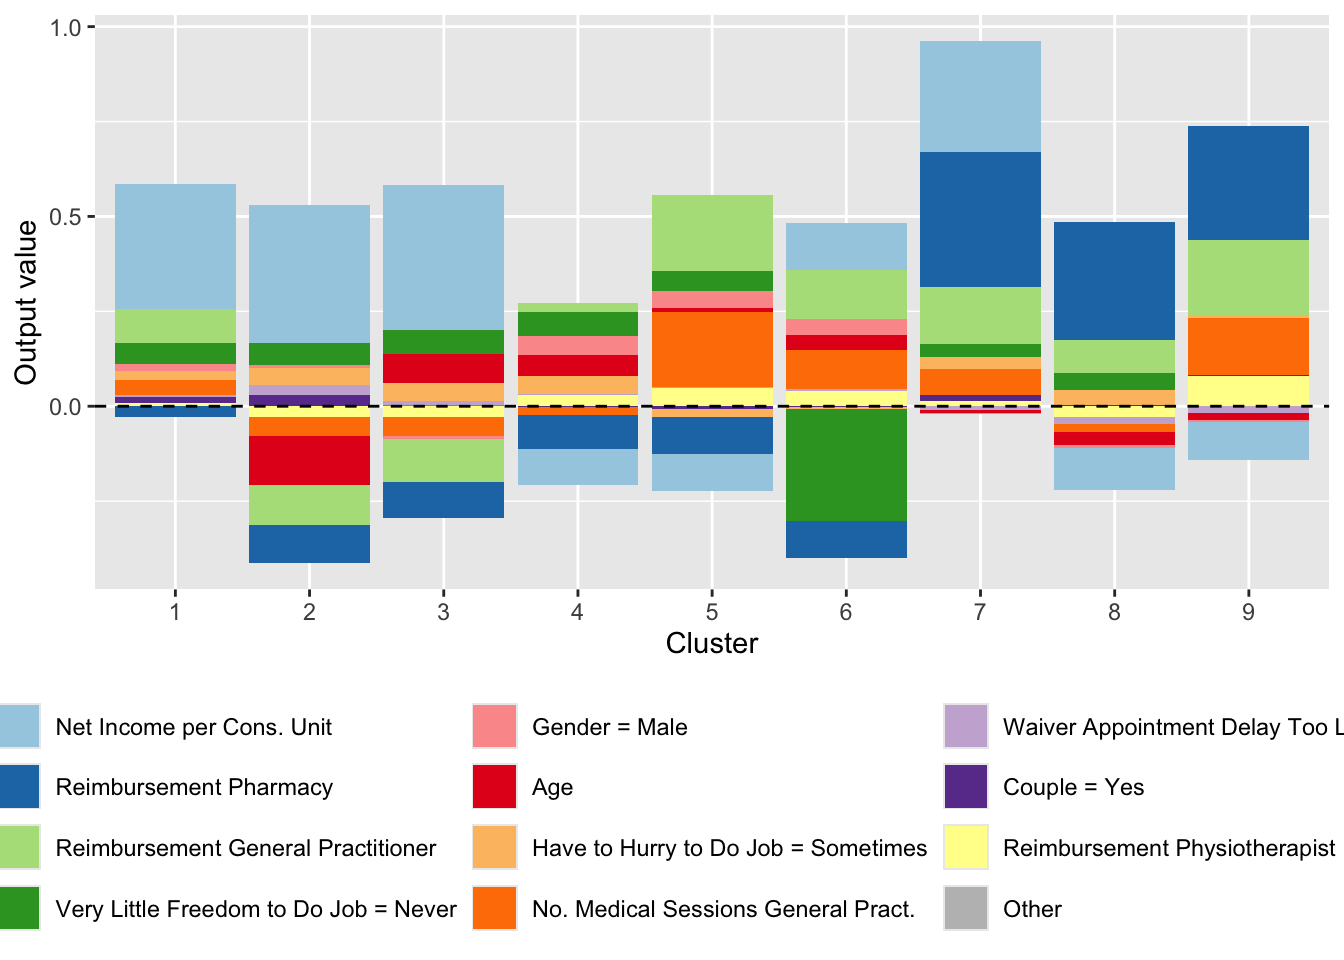 1.0
0.5
0.0
Output value
1 2 3 4 5 6 7 8 9
Cluster
Net Income per Cons. Unit
Reimbursement Pharmacy
Reimbursement General Practitioner
Very Little Freedom to Do Job = Never
Gender = Male
Age
Have to Hurry to Do Job = Sometimes
No. Medical Sessions General Pract.
Waiver Appointment Delay Too
Couple = Yes
Reimbursement Physiotherapist
Other